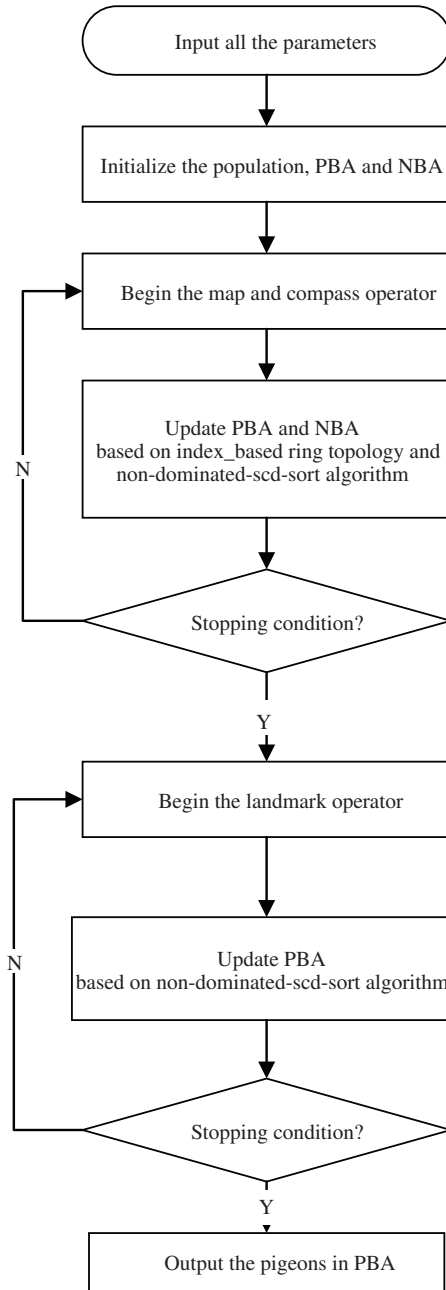 Input all the parameters
Initialize the population, PBA and NBA
Begin the map and compass operator
Update PBA and NBA
based on index_based ring topology and
non-dominated-scd-sort algorithm
N
Stopping condition?
Y
Begin the landmark operator
Update PBA
based on non-dominated-scd-sort algorithm
N
Stopping condition?
Y
Output the pigeons in PBA